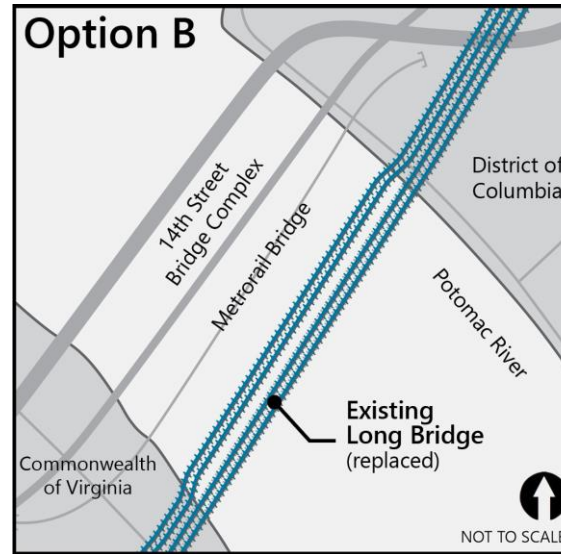 Option B
14th Street
Bridge Complex
Metrorail Bridge
District of
Columbia
Potomac River
Existing
Long Bridge
(replaced)
Commonwealth
of Virginia
NOT TO SCALE